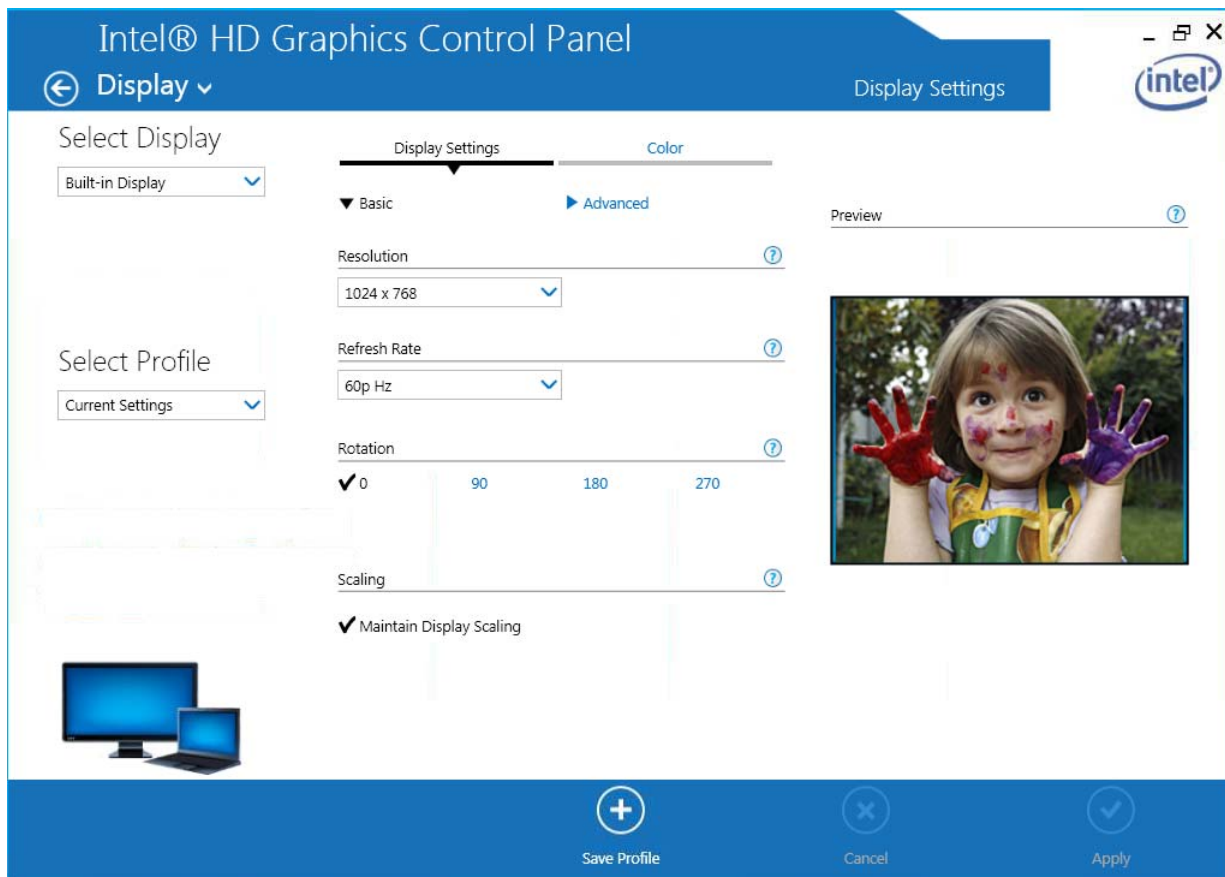 Intel® HD Graphics Control Panel
Display
Display Settings
intel®
Select Display
Built-in Display
Select Profile
Current Settings
Display Settings
Color
Basic
Advanced
Resolution
?
1024 x 768
Refresh Rate
?
60p Hz
Rotation
?
0 90 180 270
Scaling
?
Maintain Display Scaling
Preview
?
Save Profile
Cancel
Apply